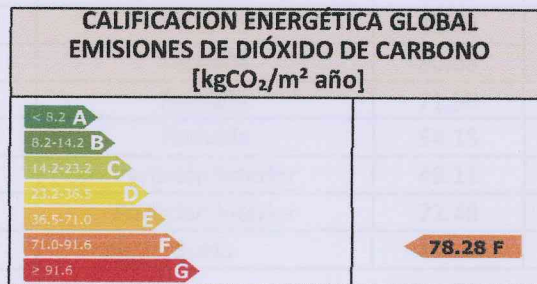 CALIFICACION ENERGÉTICA GLOBAL
EMISIONES DE DIÓXIDO DE CARBONO
[kgCO₂/m² año]
< 8.2 A
8.2-14.2 B
14.2-23.2 C
23.2-36.5 D
36.5-71.0 E
71.0-91.6 F
78.28 F
≥ 91.6 G